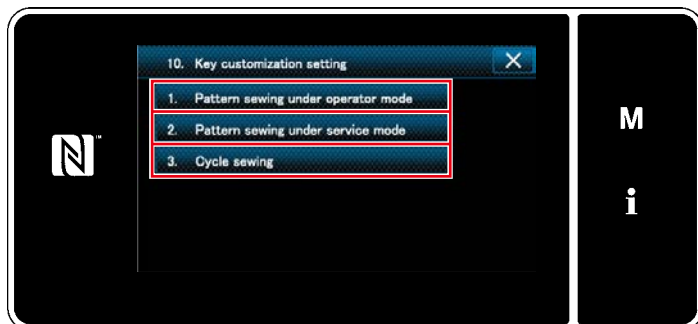 10. Key customization setting
1. Pattern sewing under operator mode
2. Pattern sewing under service mode
3. Cycle sewing
M
i